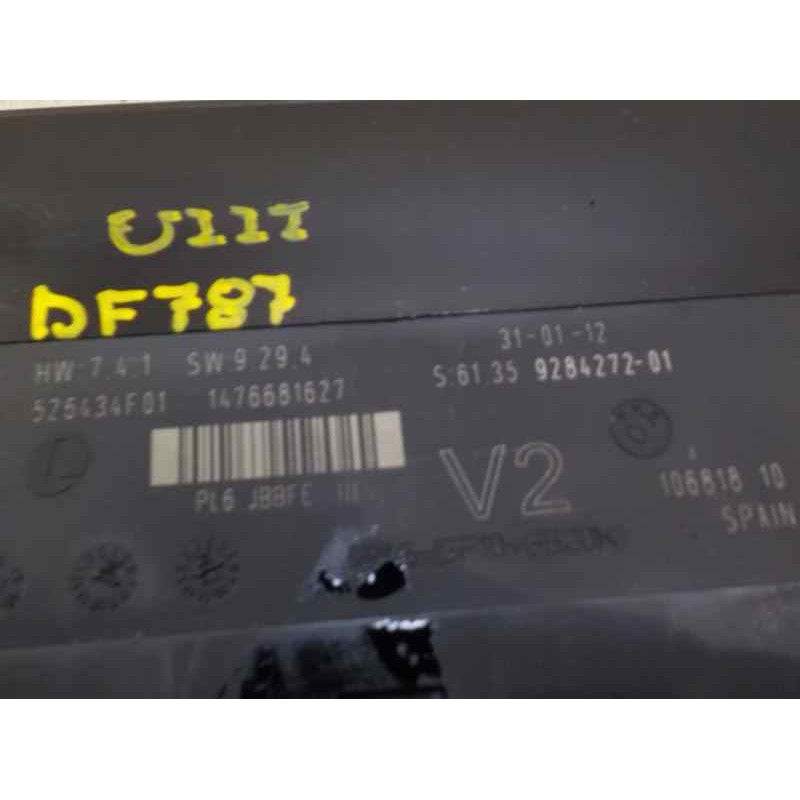 U117
DF787
HW 7.4.1 SW.9.29.4
31-01-12
526434F01 1476681627
S:61.35 9284272-01
PL6 JBBFE III
V2
106818 10
SPAIN